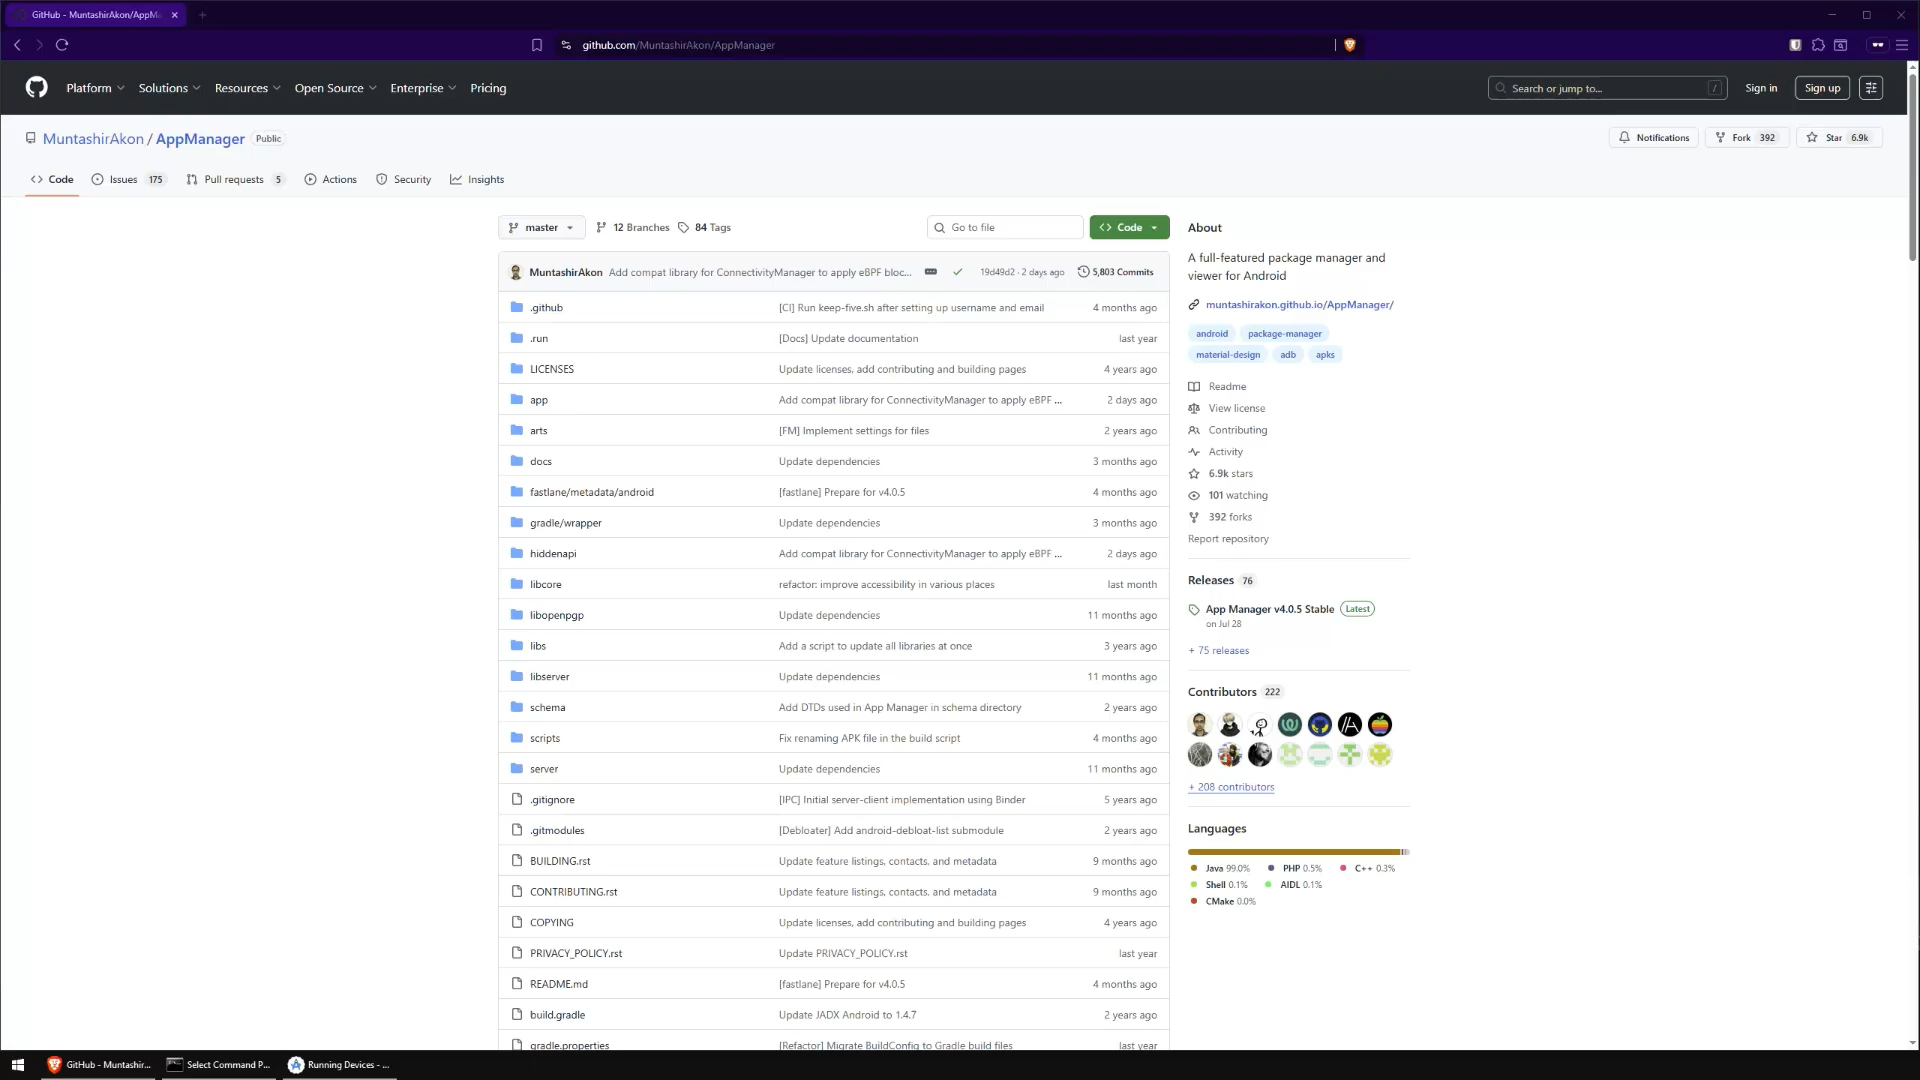 GitHub - MuntashirAkon/AppM
github.com/MuntashirAkon/AppManager
Platform Solutions Resources Open Source Enterprise Pricing
Search or jump to... /
Sign in
Sign up
MuntashirAkon / AppManager Public
Notifications
Fork 392
Star 6.9k
Code
Issues 175
Pull requests 5
Actions
Security
Insights
master
12 Branches
84 Tags
Go to file
Code
MuntashirAkon Add compat library for ConnectivityManager to apply eBPF bloc... 19d49d2 · 2 days ago 5,803 Commits
.github [CI] Run keep-five.sh after setting up username and email 4 months ago
.run [Docs] Update documentation last year
LICENSES Update licenses, add contributing and building pages 4 years ago
app Add compat library for ConnectivityManager to apply eBPF ... 2 days ago
arts [FM] Implement settings for files 2 years ago
docs Update dependencies 3 months ago
fastlane/metadata/android [fastlane] Prepare for v4.0.5 4 months ago
gradle/wrapper Update dependencies 3 months ago
hiddenapi Add compat library for ConnectivityManager to apply eBPF ... 2 days ago
libcore refactor: improve accessibility in various places last month
libopenpgp Update dependencies 11 months ago
libs Add a script to update all libraries at once 3 years ago
libserver Update dependencies 11 months ago
schema Add DTDs used in App Manager in schema directory 2 years ago
scripts Fix renaming APK file in the build script 4 months ago
server Update dependencies 11 months ago
.gitignore [IPC] Initial server-client implementation using Binder 5 years ago
.gitmodules [Debloater] Add android-debloat-list submodule 2 years ago
BUILDING.rst Update feature listings, contacts, and metadata 9 months ago
CONTRIBUTING.rst Update feature listings, contacts, and metadata 9 months ago
COPYING Update licenses, add contributing and building pages 4 years ago
PRIVACY_POLICY.rst Update PRIVACY_POLICY.rst last year
README.md [fastlane] Prepare for v4.0.5 4 months ago
build.gradle Update JADX Android to 1.4.7 2 years ago
gradle.properties [Refactor] Migrate BuildConfig to Gradle build files last year
About
A full-featured package manager and
viewer for Android
muntashirakon.github.io/AppManager/
android package-manager
material-design adb apks
Readme
View license
Contributing
Activity
6.9k stars
101 watching
392 forks
Report repository
Releases 76
App Manager v4.0.5 Stable Latest
on Jul 28
+ 75 releases
Contributors 222
+ 208 contributors
Languages
Java 99.0% PHP 0.5% C++ 0.3%
Shell 0.1% AIDL 0.1%
CMake 0.0%
GitHub - Muntashir...
Select Command P...
Running Devices - ...